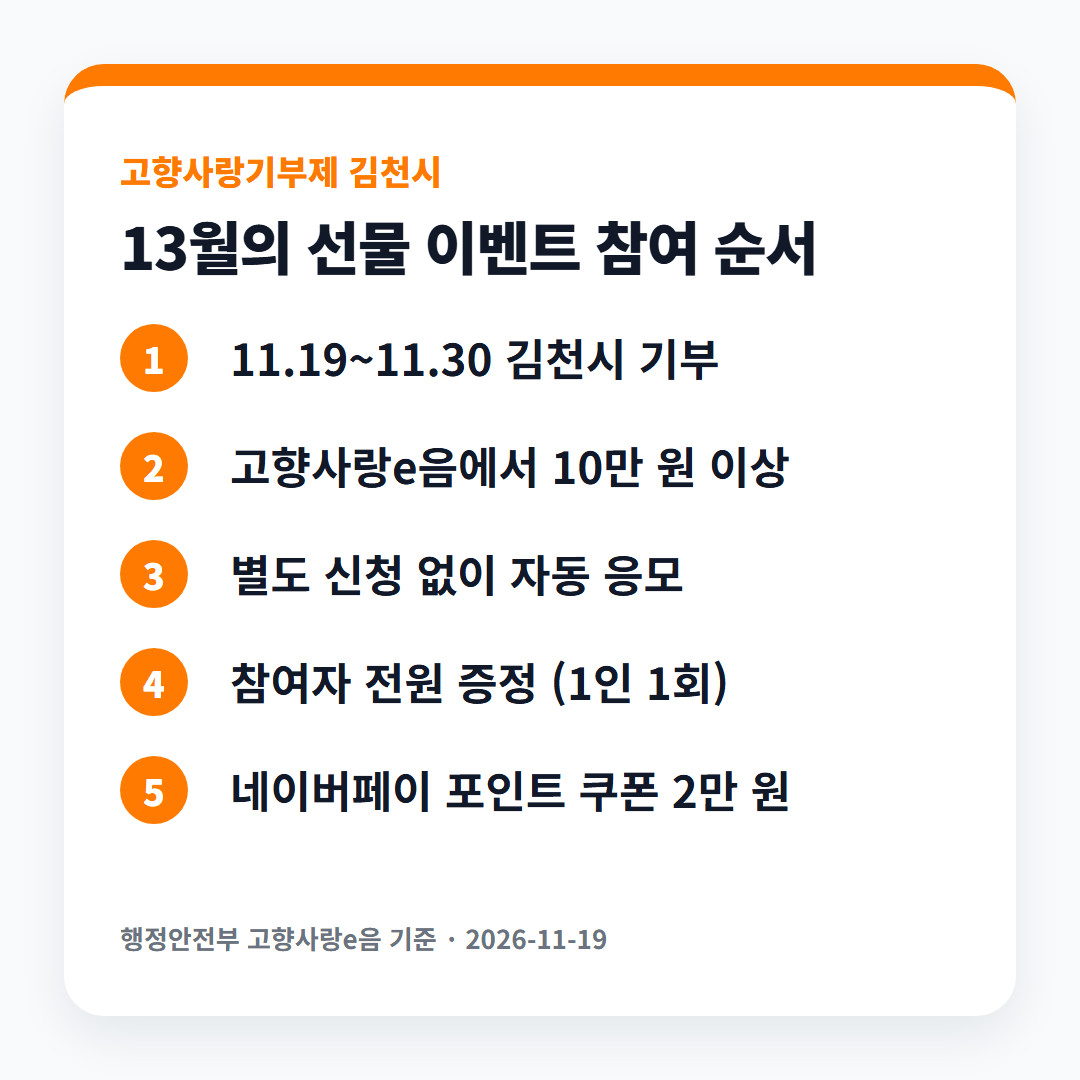 고향사랑기부제 김천시
13월의 선물 이벤트 참여 순서
1 11.19~11.30 김천시 기부
2 고향사랑e음에서 10만 원 이상
3 별도 신청 없이 자동 응모
4 참여자 전원 증정 (1인 1회)
5 네이버페이 포인트 쿠폰 2만 원
행정안전부 고향사랑e음 기준 · 2026-11-19